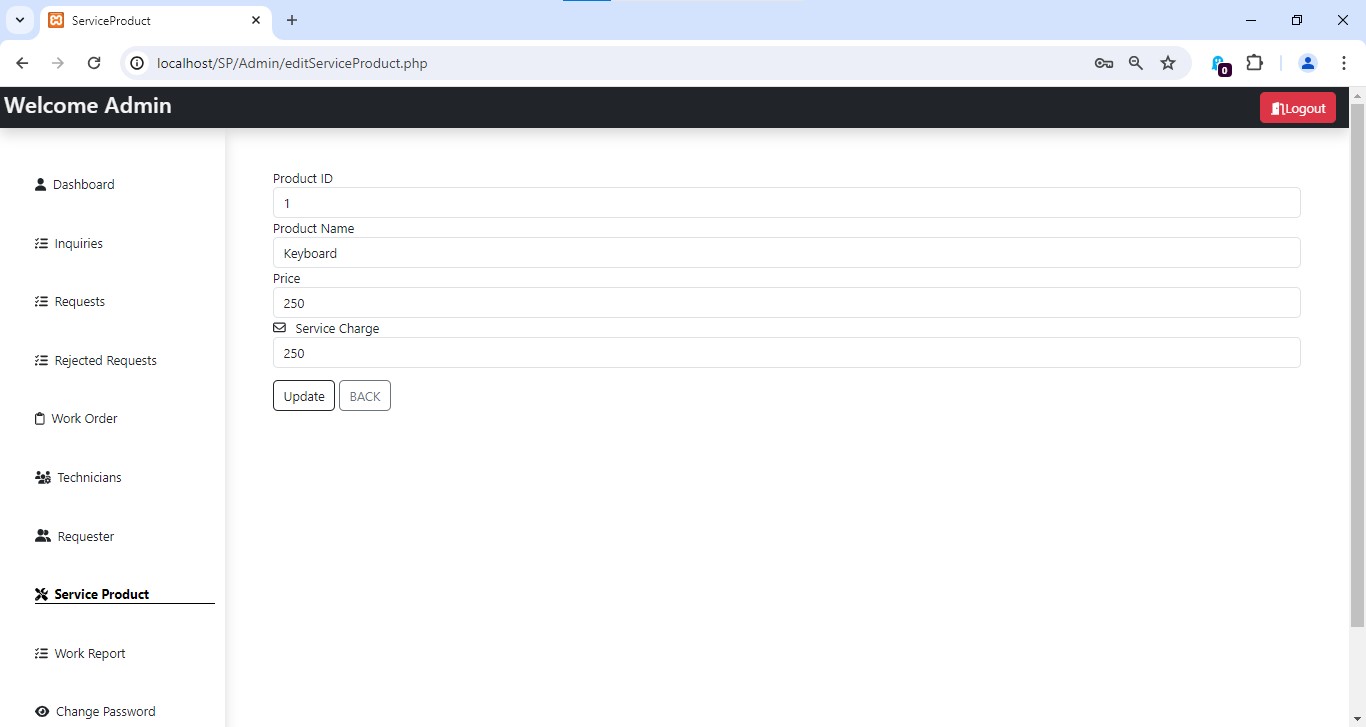 ServiceProduct
localhost/SP/Admin/editServiceProduct.php
0
Welcome Admin
Logout
Dashboard
Inquiries
Requests
Rejected Requests
Work Order
Technicians
Requester
Service Product
Work Report
Change Password
Product ID
1
Product Name
Keyboard
Price
250
Service Charge
250
Update BACK